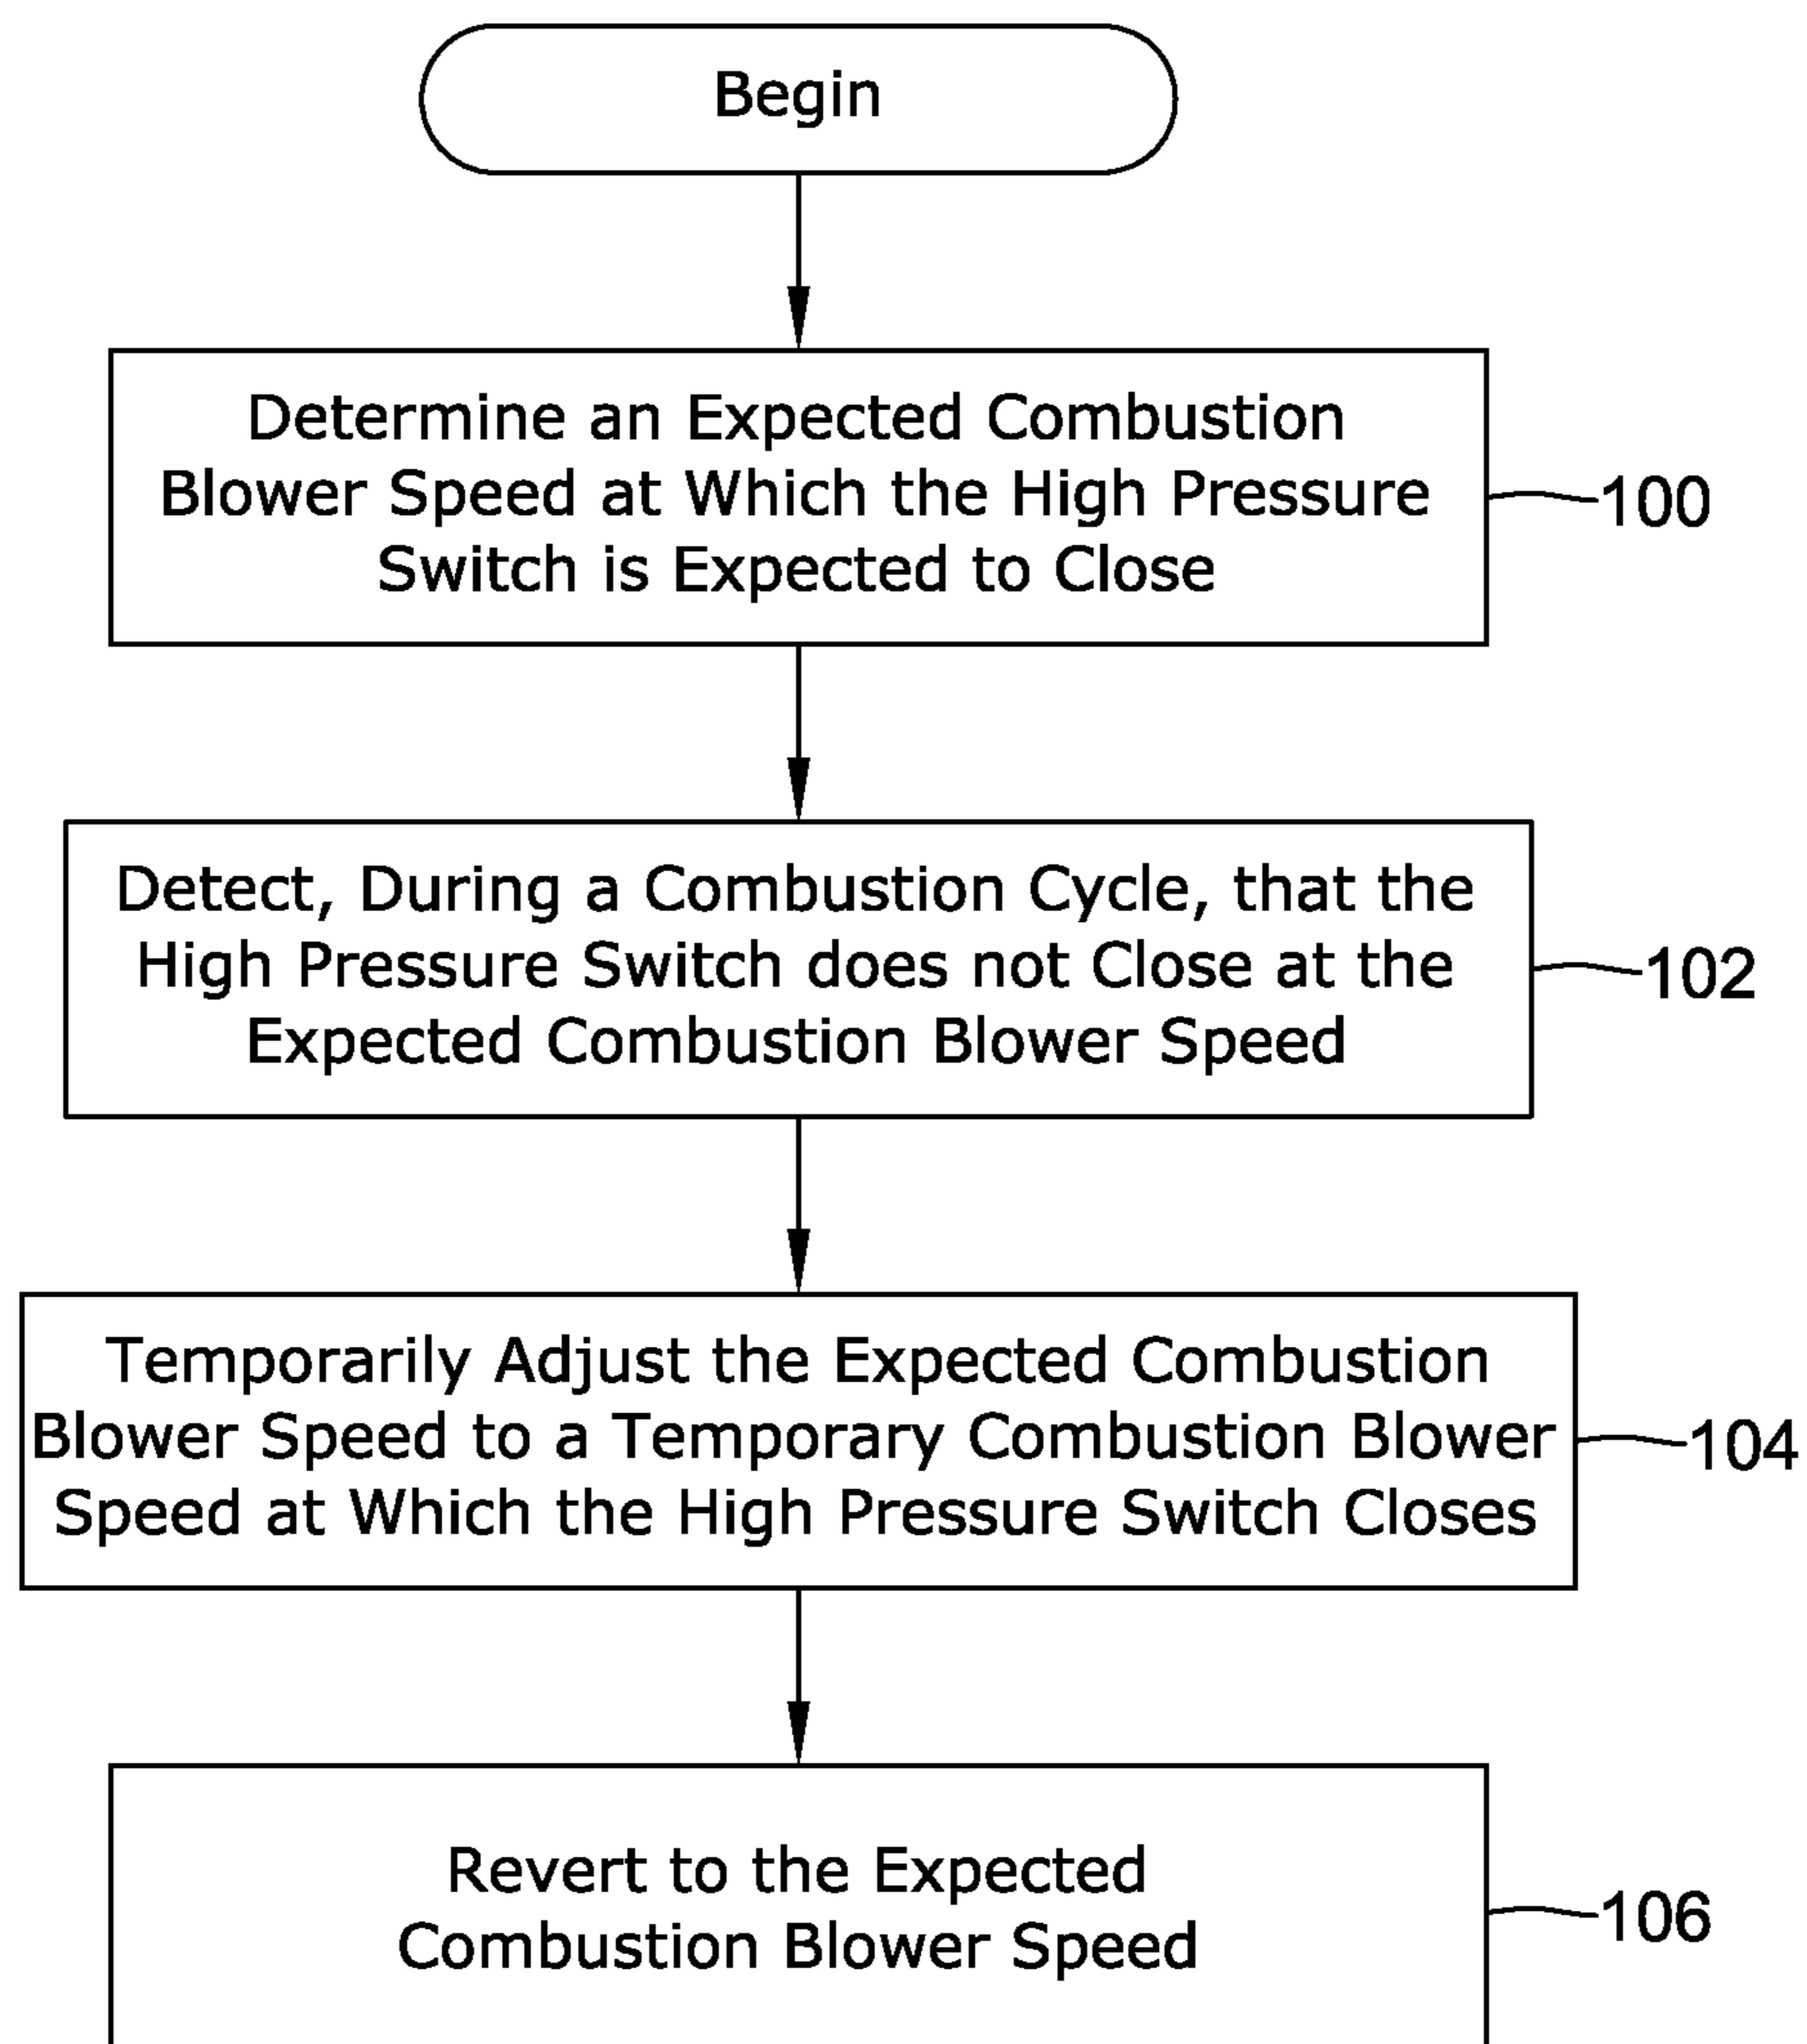 Begin
Determine an Expected Combustion
Blower Speed at Which the High Pressure
Switch is Expected to Close
100
Detect, During a Combustion Cycle, that the
High Pressure Switch does not Close at the
Expected Combustion Blower Speed
102
Temporarily Adjust the Expected Combustion
Blower Speed to a Temporary Combustion Blower
Speed at Which the High Pressure Switch Closes
104
Revert to the Expected
Combustion Blower Speed
106